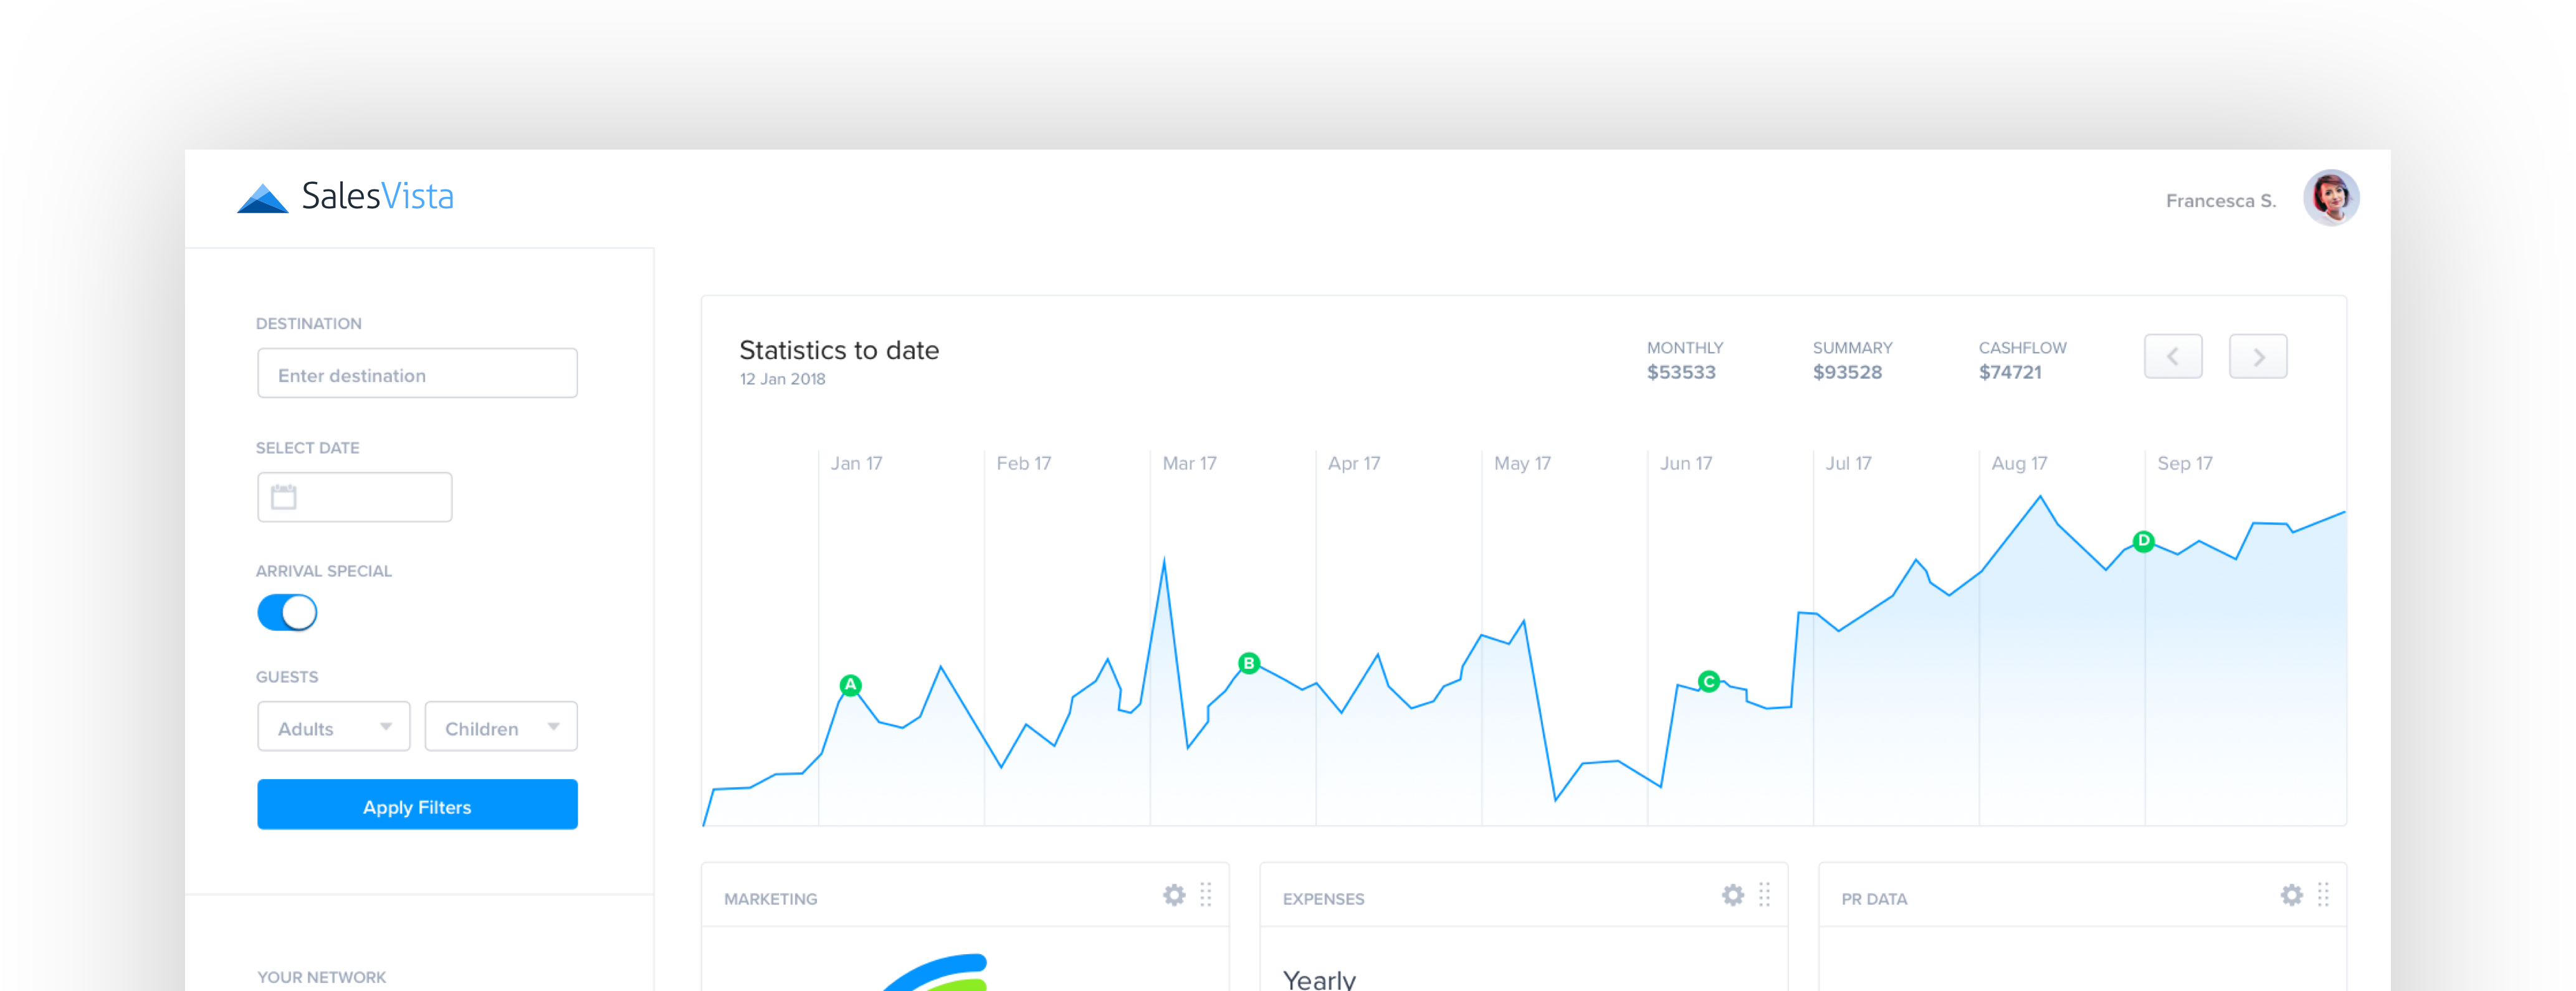 SalesVista
Francesca S.
DESTINATION
Enter destination
SELECT DATE
ARRIVAL SPECIAL
GUESTS
Adults
Children
Apply Filters
YOUR NETWORK
Statistics to date
12 Jan 2018
MONTHLY
$53533
SUMMARY
$93528
CASHFLOW
$74721
Jan 17
Feb 17
Mar 17
Apr 17
May 17
Jun 17
Jul 17
Aug 17
Sep 17
A
B
C
D
MARKETING
EXPENSES
Yearly
PR DATA